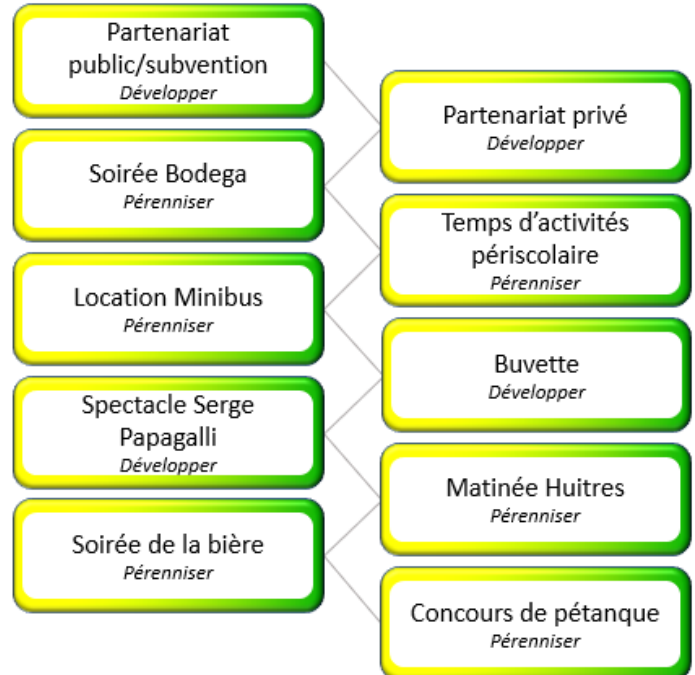 Partenariat
public/subvention
Développer
Partenariat privé
Développer
Soirée Bodega
Pérenniser
Temps d'activités
périscolaire
Pérenniser
Location Minibus
Pérenniser
Buvette
Développer
Spectacle Serge
Papagalli
Développer
Matinée Huitres
Pérenniser
Soirée de la bière
Pérenniser
Concours de pétanque
Pérenniser